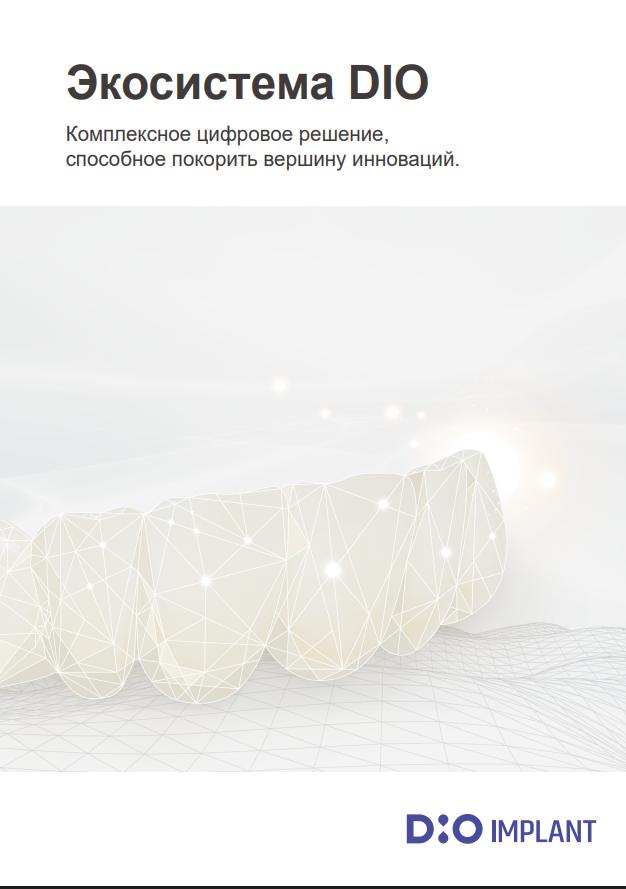 Экосистема DIO
Комплексное цифровое решение,
способное покорить вершину инноваций.
DIO IMPLANT